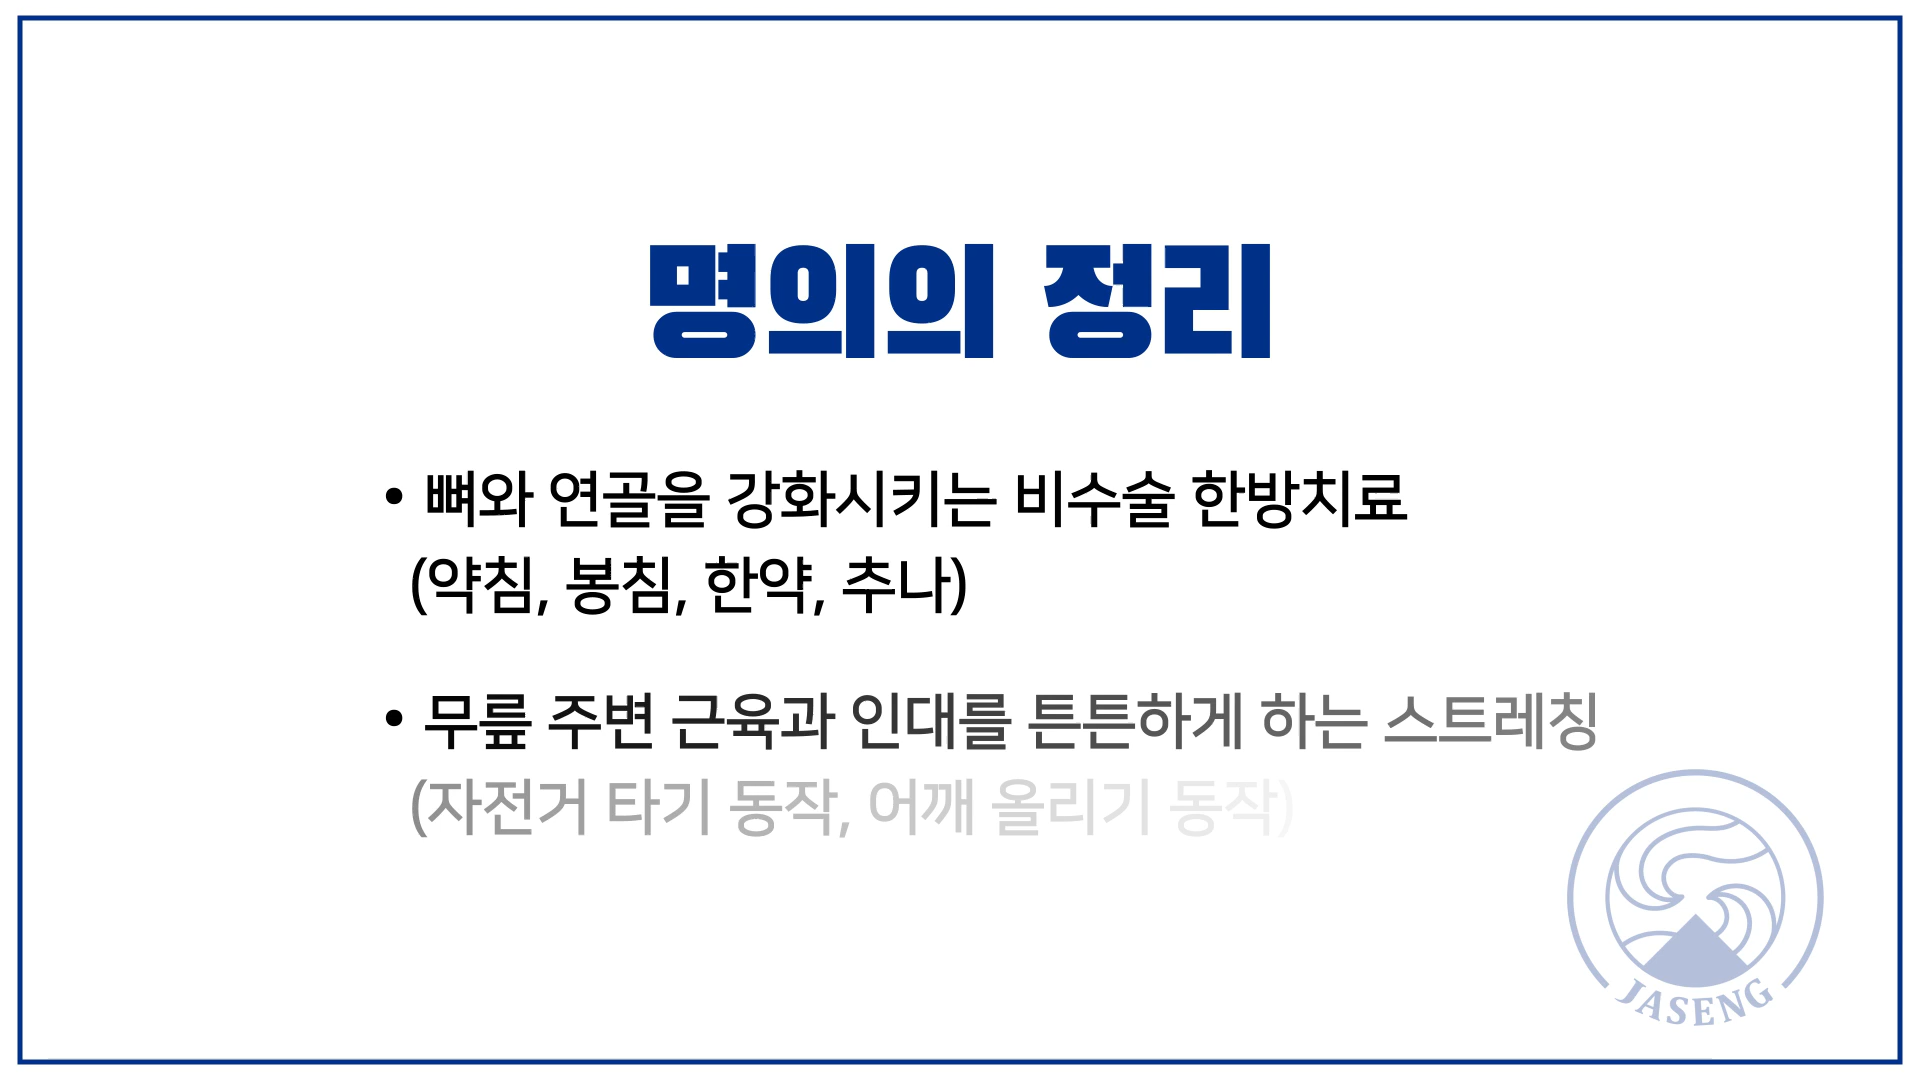 명의의 정리
• 뼈와 연골을 강화시키는 비수술 한방치료
(약침, 봉침, 한약, 추나)
• 무릎 주변 근육과 인대를 튼튼하게 하는 스트레칭
(자전거 타기 동작, 어깨 올리기 동작)
JASENG